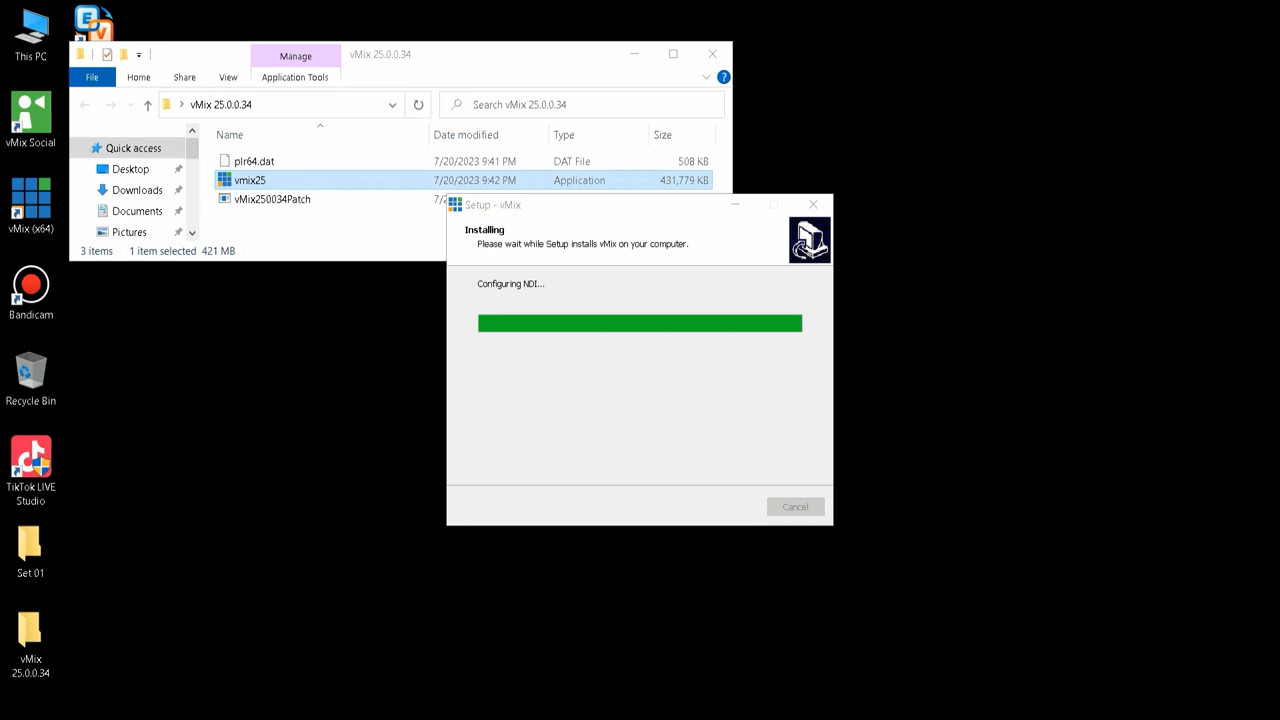 This PC
vMix Social
vMix (x64)
Bandicam
Recycle Bin
TikTok LIVE
Studio
Set 01
vMix
25.0.0.34
E
V
Manage
vMix 25.0.0.34
File
Home
Share
View
Application Tools
?
vMix 25.0.0.34
Search vMix 25.0.0.34
Name
Date modified
Type
Size
Quick access
Desktop
Downloads
Documents
Pictures
plr64.dat
7/20/2023 9:41 PM
DAT File
508 KB
vmix25
7/20/2023 9:42 PM
Application
431,779 KB
vMix250034Patch
3 items
1 item selected 421 MB
Setup - vMix
Installing
Please wait while Setup installs vMix on your computer.
Configuring NDI...
Cancel